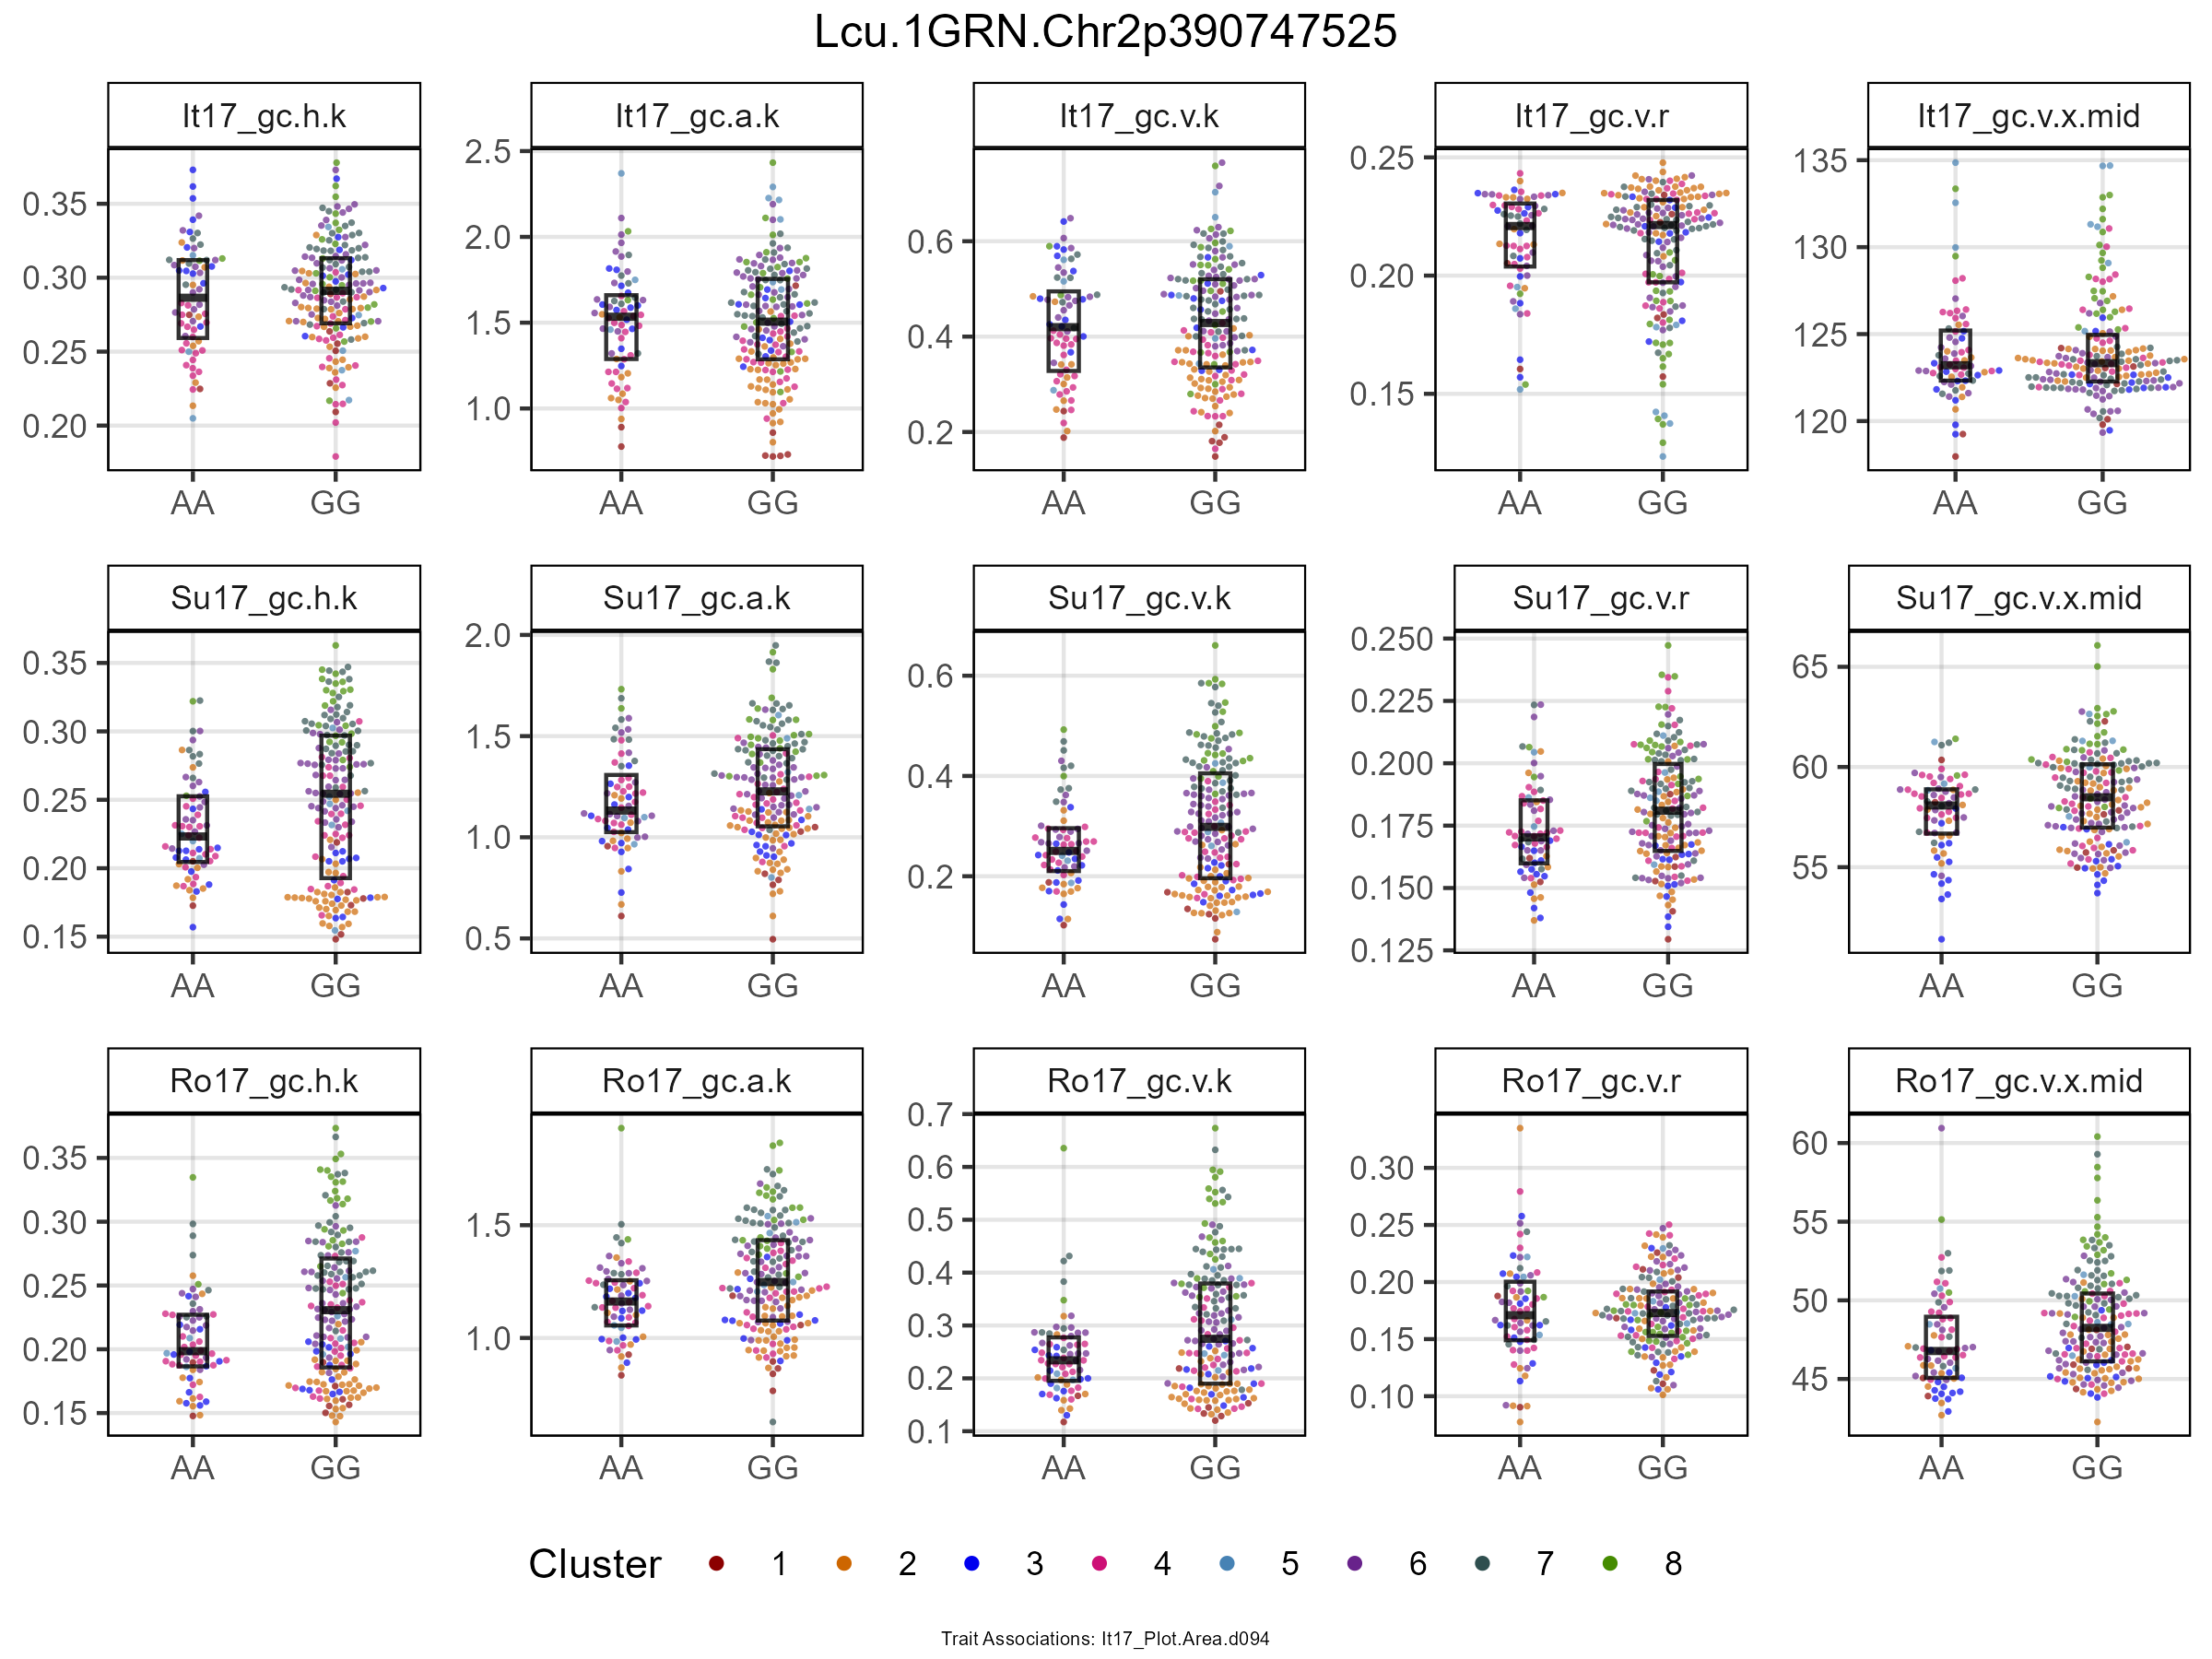 Lcu.1GRN.Chr2p390747525
It17_gc.h.k It17_gc.a.k It17_gc.v.k It17_gc.v.r It17_gc.v.x.mid
0.35 0.30 0.25 0.20
2.5 2.0 1.5 1.0
0.6 0.4 0.2
0.25 0.20 0.15
135 130 125 120
AA GG AA GG AA GG AA GG AA GG
Su17_gc.h.k Su17_gc.a.k Su17_gc.v.k Su17_gc.v.r Su17_gc.v.x.mid
0.35 0.30 0.25 0.20 0.15
2.0 1.5 1.0 0.5
0.6 0.4 0.2
0.250 0.225 0.200 0.175 0.150 0.125
65 60 55
AA GG AA GG AA GG AA GG AA GG
Ro17_gc.h.k Ro17_gc.a.k Ro17_gc.v.k Ro17_gc.v.r Ro17_gc.v.x.mid
0.35 0.30 0.25 0.20 0.15
1.5 1.0
0.7 0.6 0.5 0.4 0.3 0.2 0.1
0.30 0.25 0.20 0.15 0.10
60 55 50 45
AA GG AA GG AA GG AA GG AA GG
Cluster 1 2 3 4 5 6 7 8
Trait Associations: It17_Plot.Area.d094